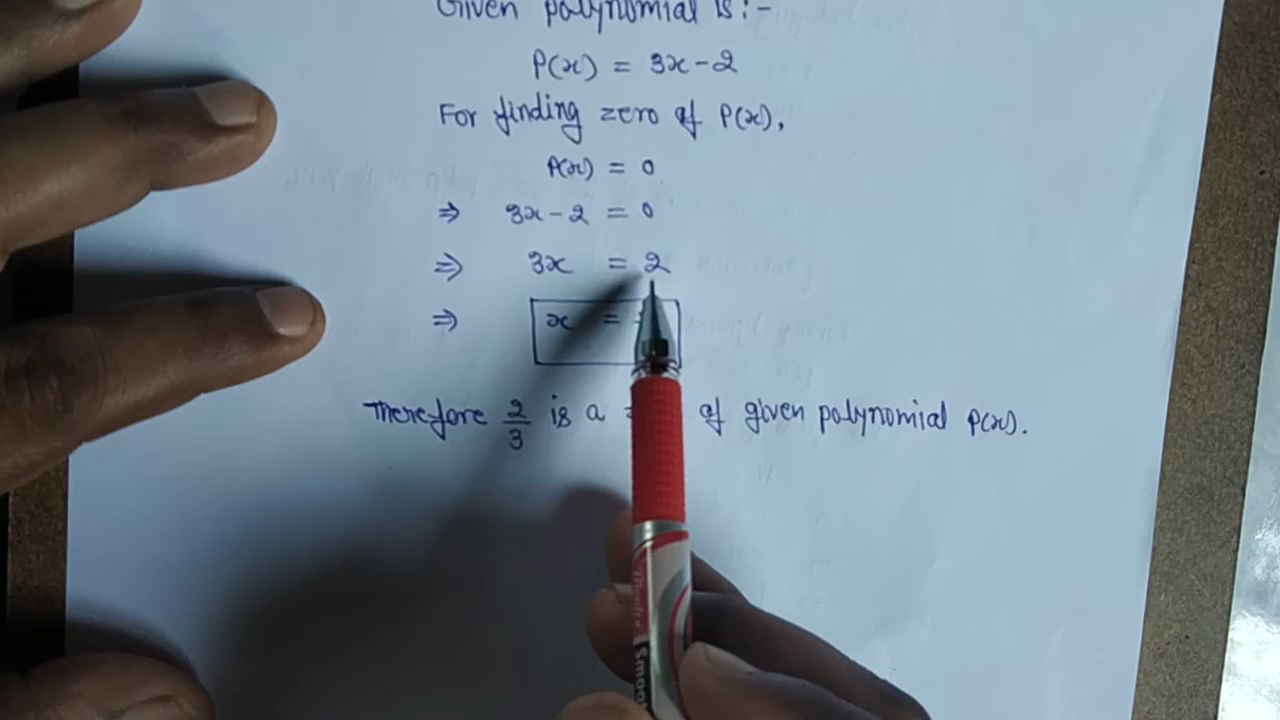 Given polynomial is:-
P(x) = 3x-2
For finding zero of P(x),
P(x) = 0
⇒ 3x-2 = 0
⇒ 3x = 2
⇒ x =
Therefore 2/3 is a of given polynomial P(x).